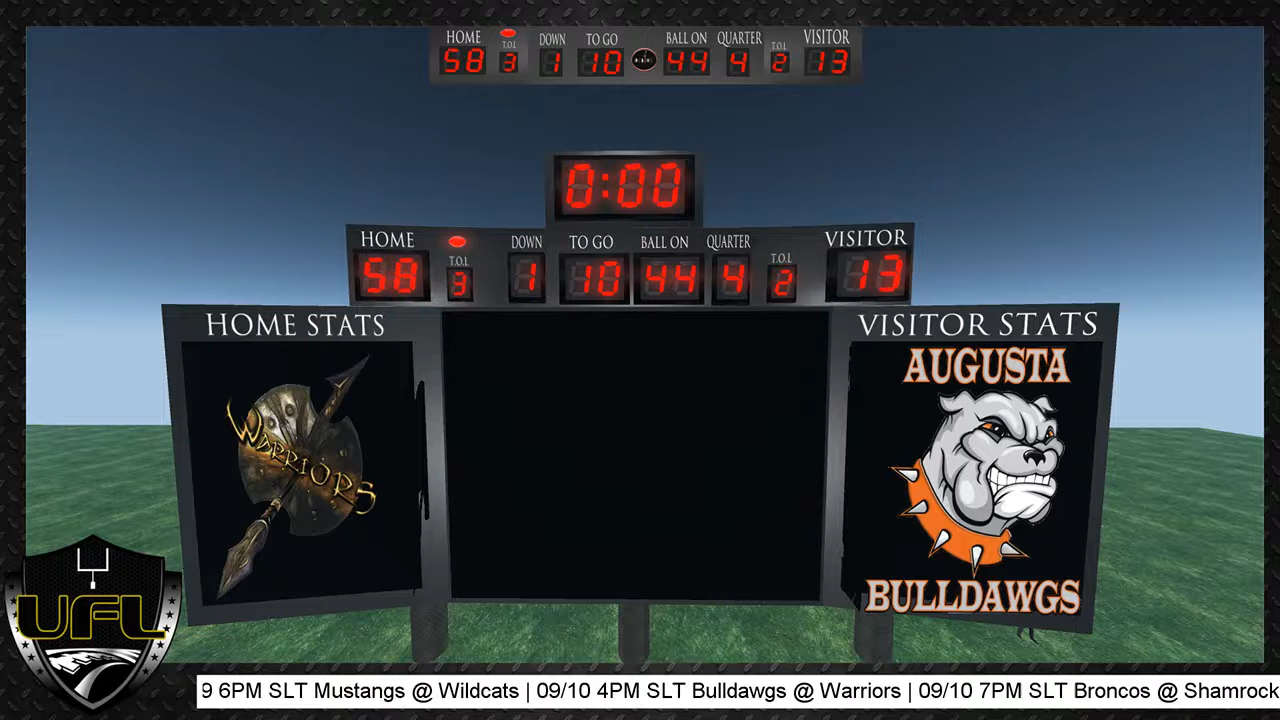 HOME T.O.L DOWN TO GO BALL ON QUARTER T.O.L VISITOR
58 3 1 10 44 4 2 13
0:00
HOME DOWN TO GO BALL ON QUARTER VISITOR
T.O.L T.O.L
58 3 1 10 44 4 2 13
HOME STATS
WARRIORS
VISITOR STATS
AUGUSTA
BULLDAWGS
UFL
9 6PM SLT Mustangs @ Wildcats | 09/10 4PM SLT Bulldawgs @ Warriors | 09/10 7PM SLT Broncos @ Shamrock